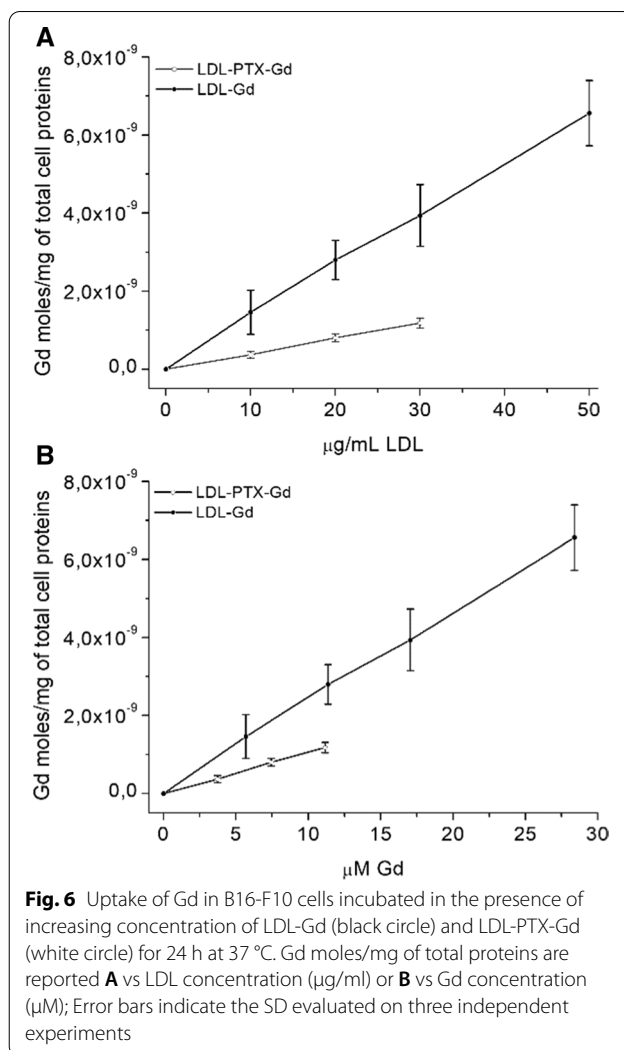 A
8,0x10-9
6,0x10-9
4,0x10-9
2,0x10-9
0,0
Gd moles/mg of total cell proteins
LDL-PTX-Gd
LDL-Gd
0 10 20 30 40 50
µg/mL LDL
B
8,0x10-9
6,0x10-9
4,0x10-9
2,0x10-9
0,0
Gd moles/mg of total cell proteins
LDL-PTX-Gd
LDL-Gd
0 5 10 15 20 25 30
µM Gd
Fig. 6 Uptake of Gd in B16-F10 cells incubated in the presence of
increasing concentration of LDL-Gd (black circle) and LDL-PTX-Gd
(white circle) for 24 h at 37 °C. Gd moles/mg of total proteins are
reported A vs LDL concentration (µg/ml) or B vs Gd concentration
(µM); Error bars indicate the SD evaluated on three independent
experiments